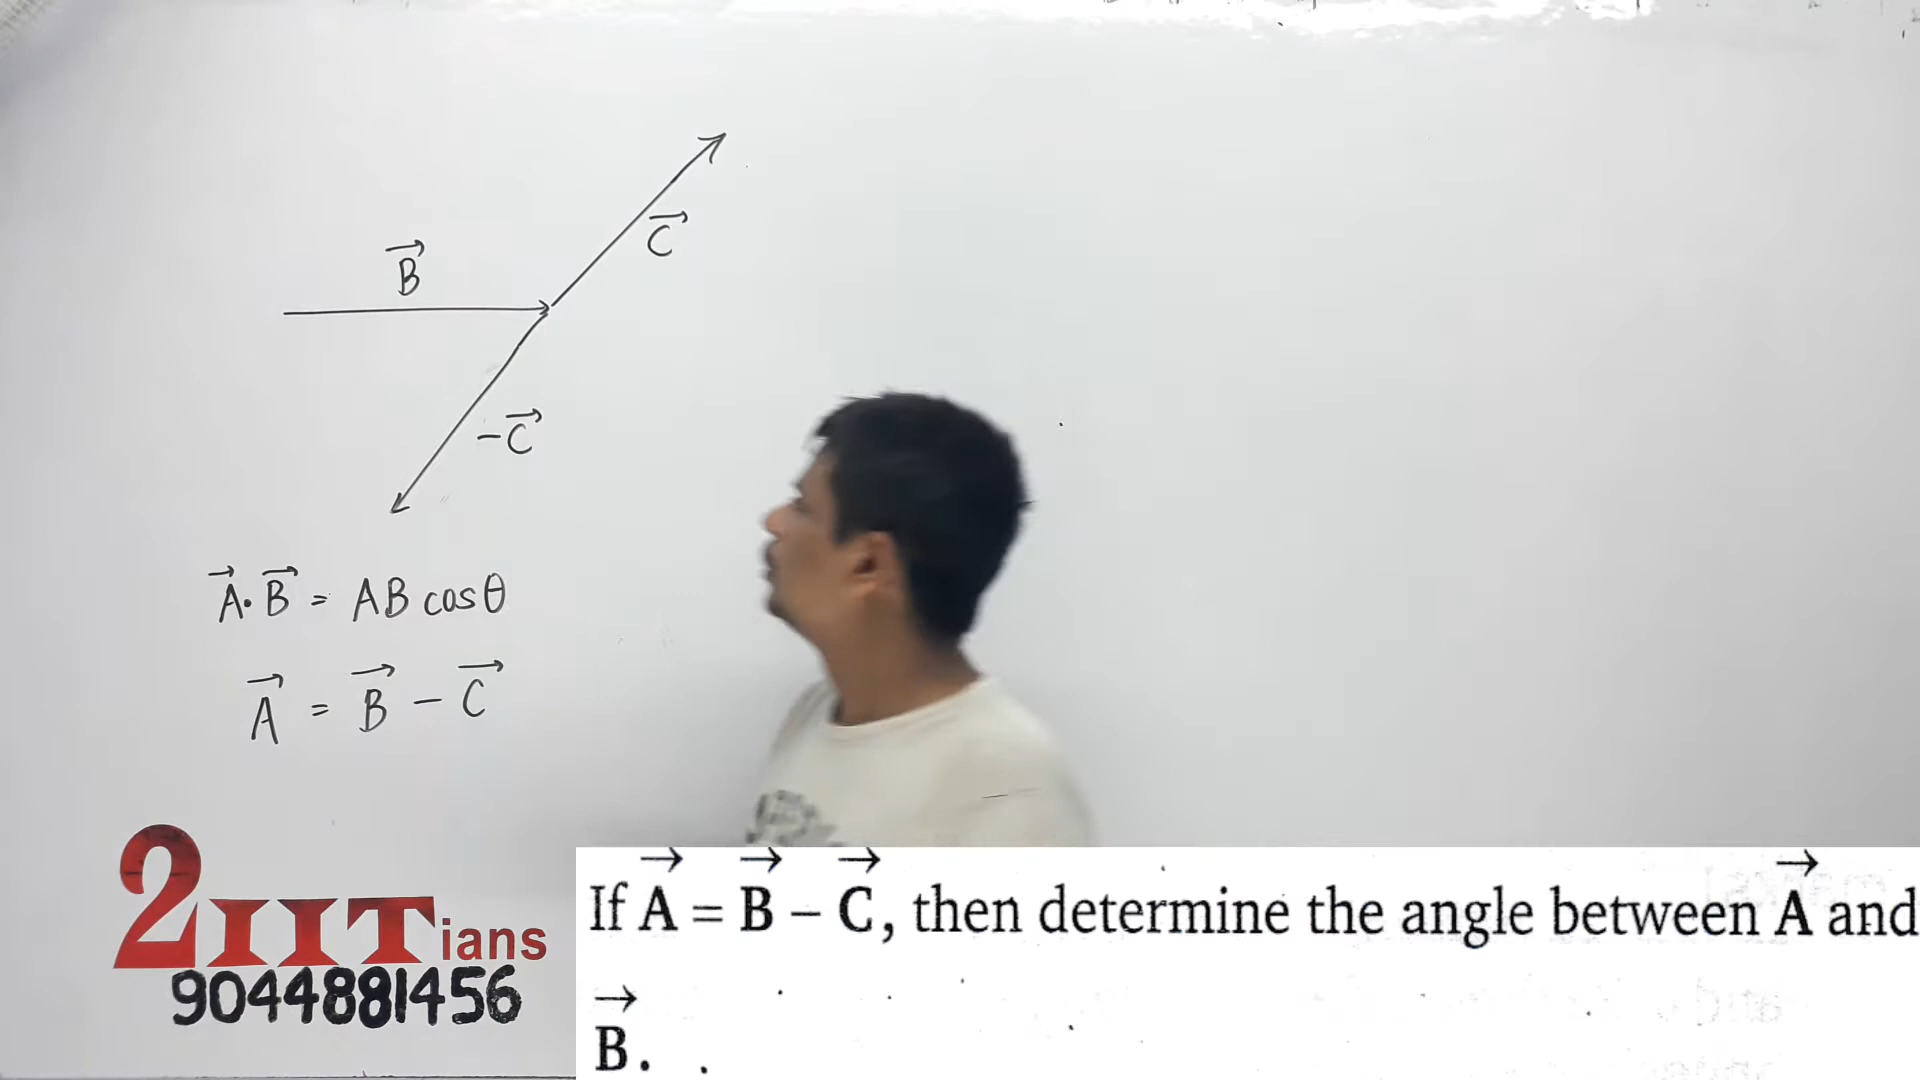 B⃗
C⃗
-C⃗
A⃗·B⃗ = AB cosθ
A⃗ = B⃗ - C⃗
2IITians
9044881456
If A⃗ = B⃗ – C⃗, then determine the angle between A⃗ and
B⃗.